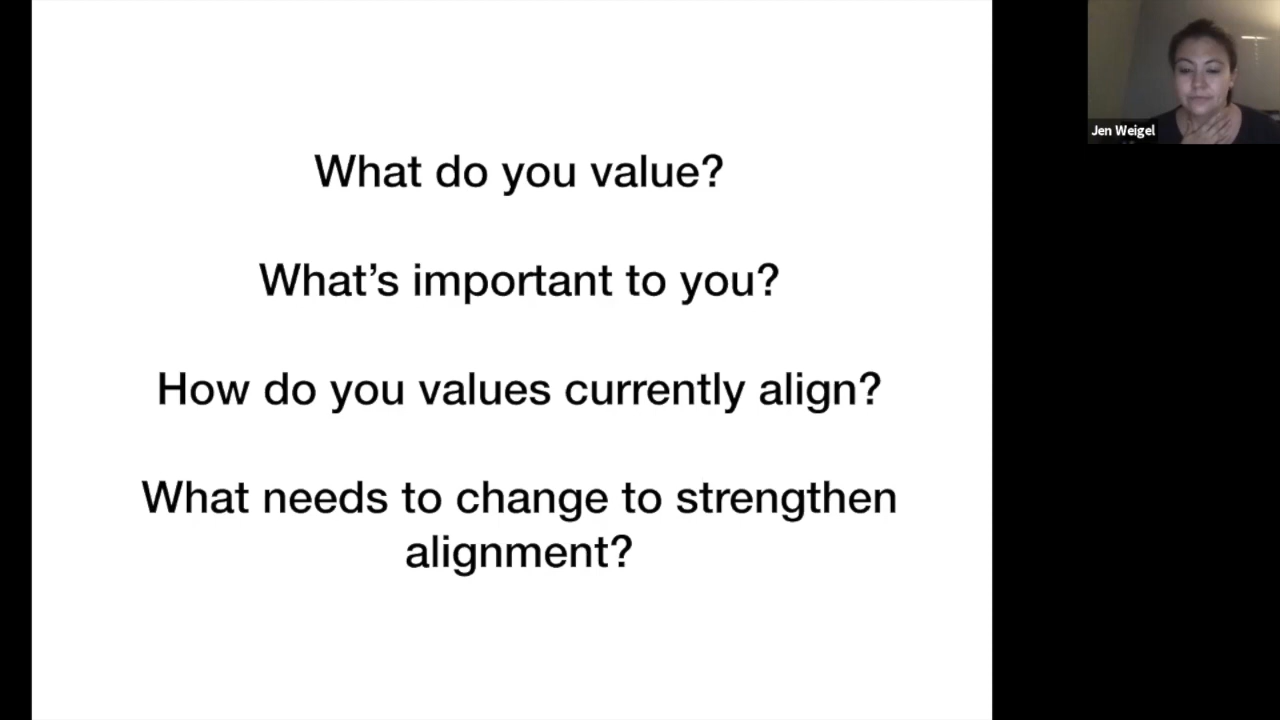 What do you value?
What's important to you?
How do you values currently align?
What needs to change to strengthen
alignment?
Jen Weigel